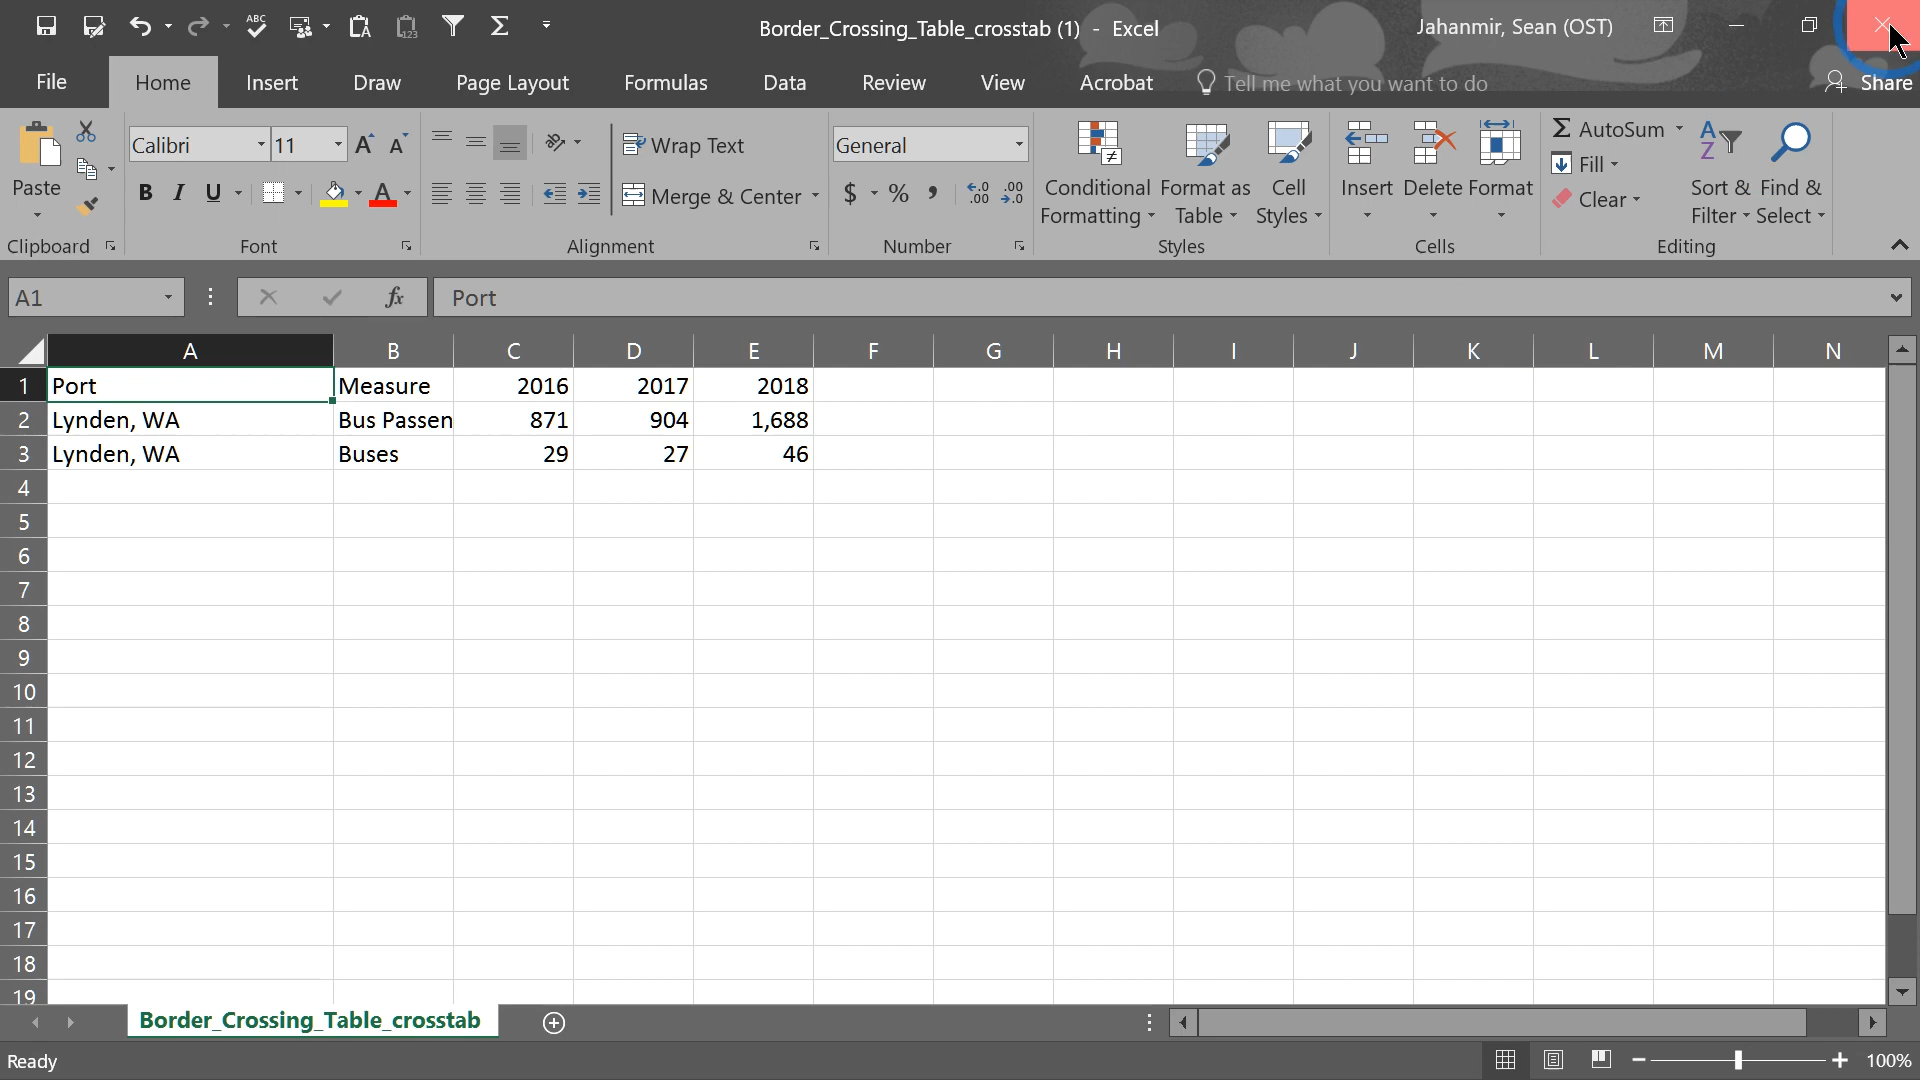 Border_Crossing_Table_crosstab (1) - Excel
Jahanmir, Sean (OST)
File Home Insert Draw Page Layout Formulas Data Review View Acrobat Tell me what you want to do Share
Paste
Clipboard
Calibri 11
B I U A
Font
Wrap Text
Merge & Center
Alignment
General
$ % , .0 .00 .00 .0
Number
Conditional Formatting
Format as Table
Cell Styles
Styles
Insert Delete Format
Cells
AutoSum
Fill
Clear
Sort & Filter
Find & Select
Editing
A1 fx Port
A B C D E F G H I J K L M N
1 Port Measure 2016 2017 2018
2 Lynden, WA Bus Passen 871 904 1,688
3 Lynden, WA Buses 29 27 46
4
5
6
7
8
9
10
11
12
13
14
15
16
17
18
19
Border_Crossing_Table_crosstab
Ready 100%